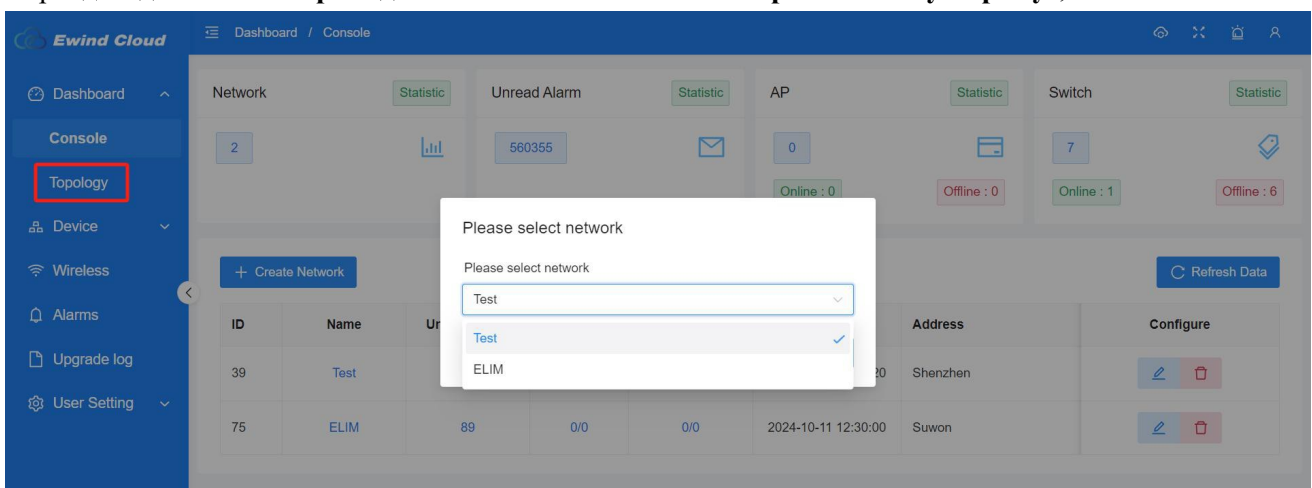 Ewind Cloud
Dashboard / Console
Dashboard
Console
Topology
Device
Wireless
Alarms
Upgrade log
User Setting
Network Statistic
2
Unread Alarm Statistic
560355
AP Statistic
0
Online : 0 Offline : 0
Switch Statistic
7
Online : 1 Offline : 6
+ Create Network
Refresh Data
Please select network
Please select network
Test
Test
ELIM
ID Name Address Configure
39 Test Shenzhen
75 ELIM 89 0/0 0/0 2024-10-11 12:30:00 Suwon